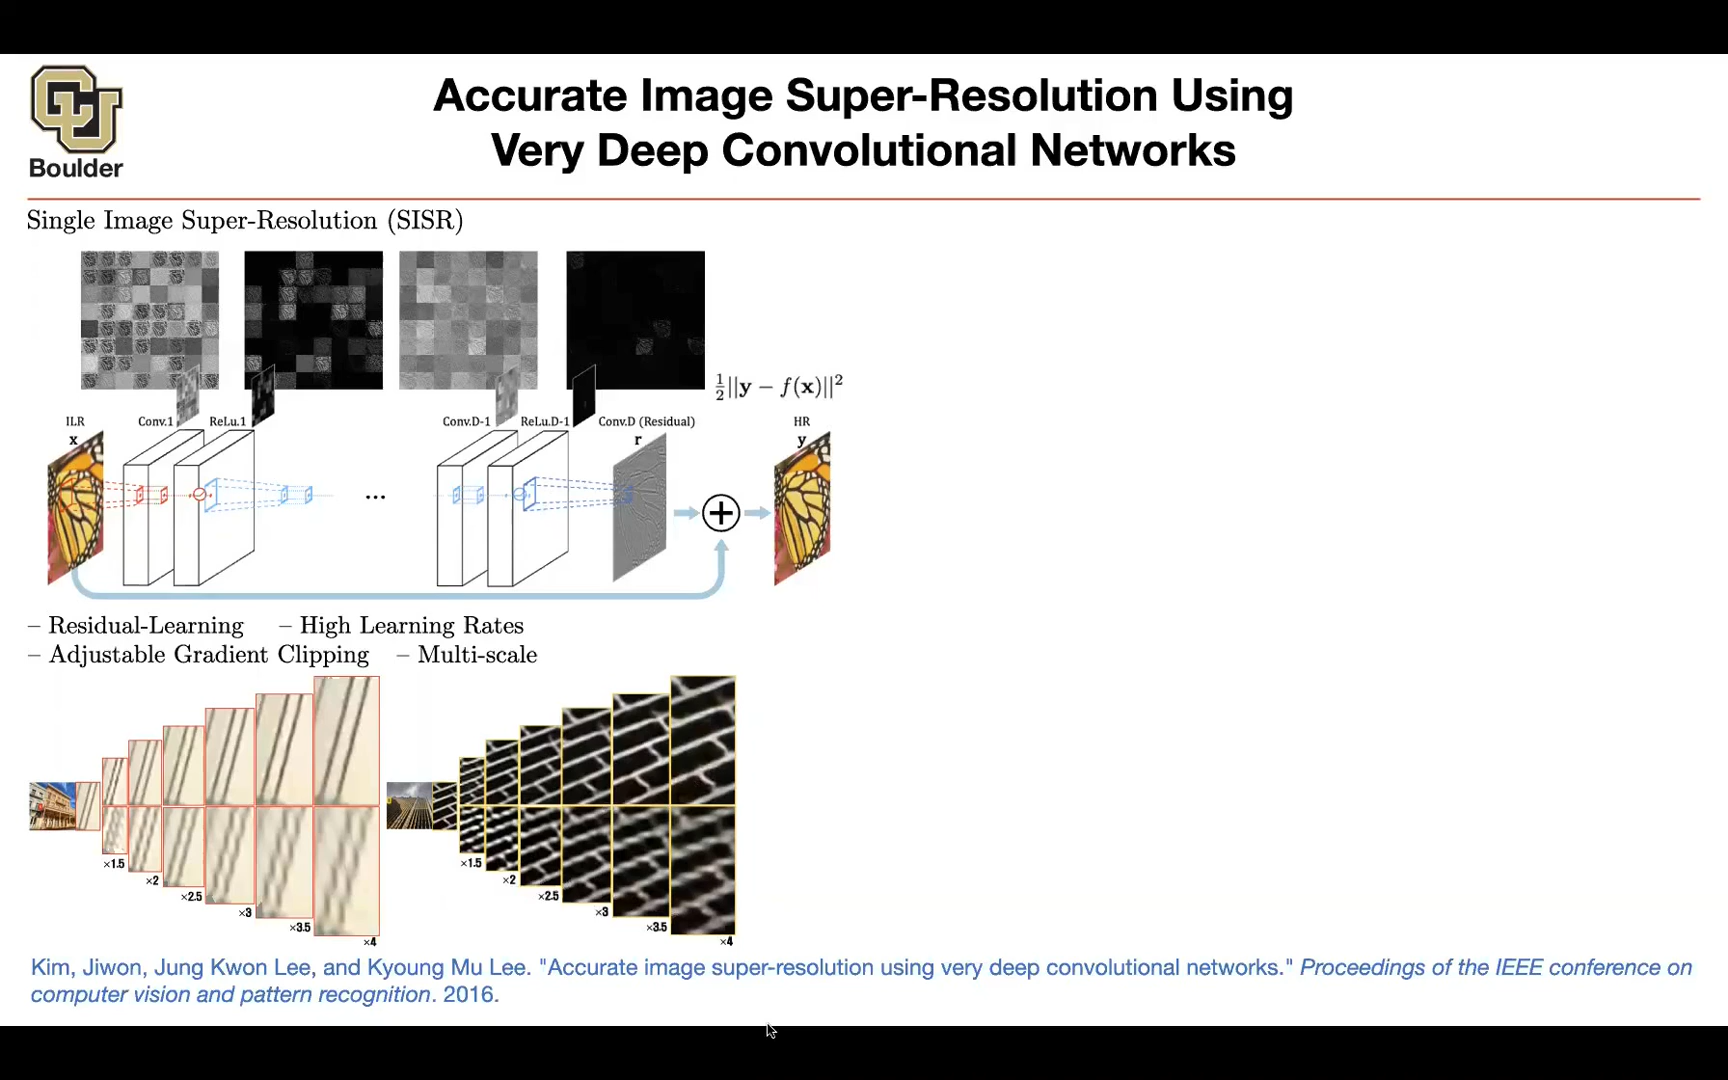 CU
Boulder
Accurate Image Super-Resolution Using
Very Deep Convolutional Networks
Single Image Super-Resolution (SISR)
½||y − f(x)||²
ILR
x
Conv.1
ReLu.1
Conv.D-1
ReLu.D-1
Conv.D (Residual)
r
HR
y
...
+
– Residual-Learning – High Learning Rates
– Adjustable Gradient Clipping – Multi-scale
×1.5
×2
×2.5
×3
×3.5
×4
×1.5
×2
×2.5
×3
×3.5
×4
Kim, Jiwon, Jung Kwon Lee, and Kyoung Mu Lee. "Accurate image super-resolution using very deep convolutional networks." Proceedings of the IEEE conference on
computer vision and pattern recognition. 2016.